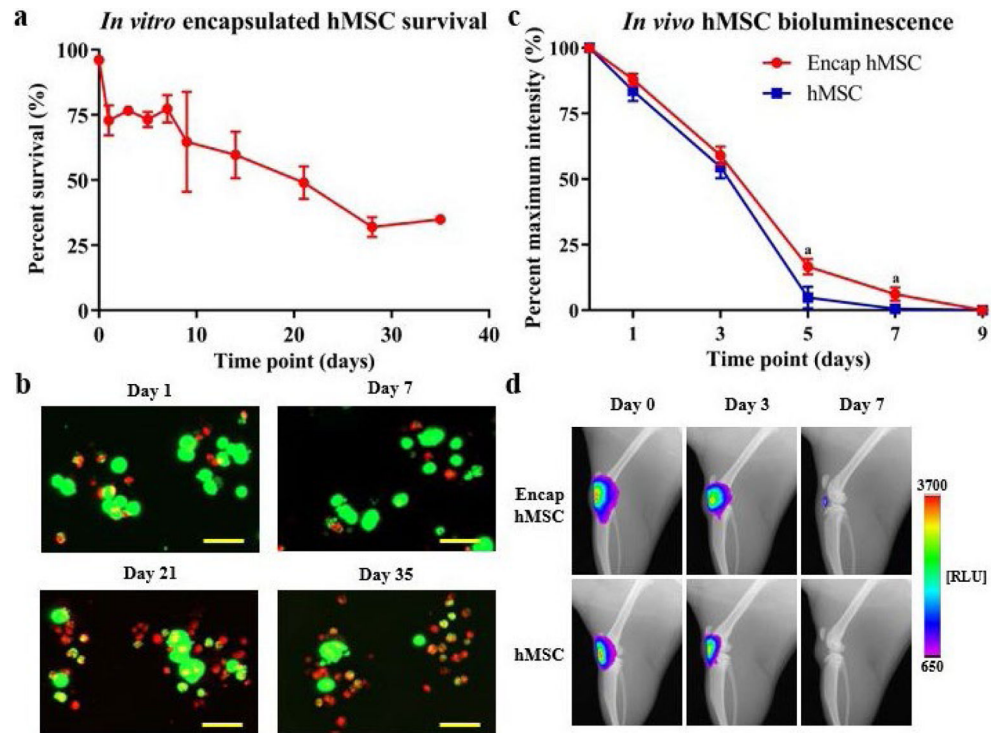 a
In vitro encapsulated hMSC survival
Percent survival (%)
100
75
50
25
0
0 10 20 30 40
Time point (days)
c
In vivo hMSC bioluminescence
Percent maximum intensity (%)
100
75
50
25
0
Encap hMSC
hMSC
a
a
1 3 5 7 9
Time point (days)
b
Day 1
Day 7
Day 21
Day 35
d
Day 0 Day 3 Day 7
Encap
hMSC
hMSC
3700
[RLU]
650